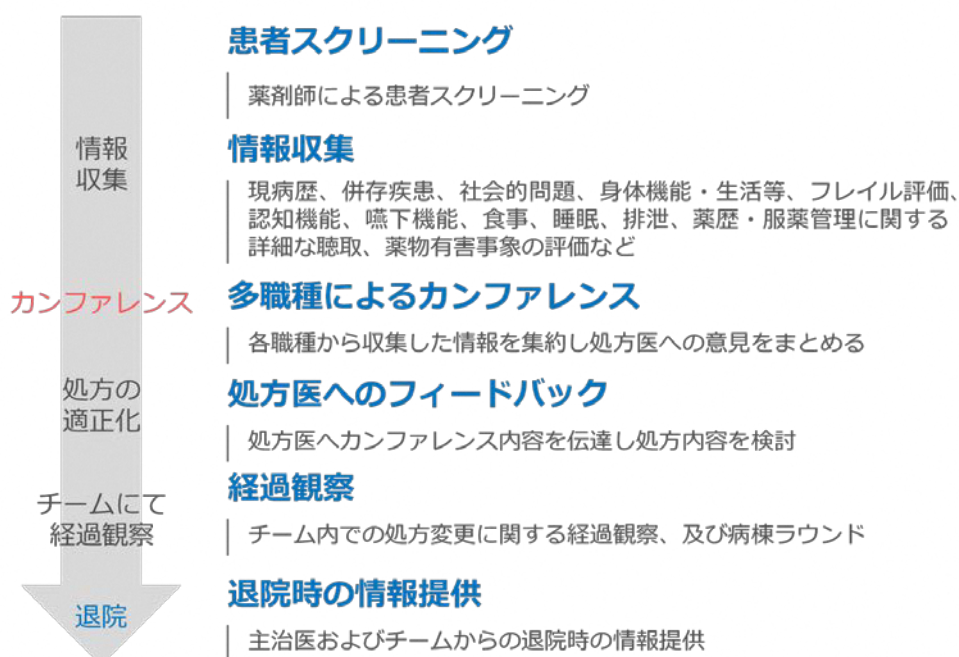 患者スクリーニング
薬剤師による患者スクリーニング
情報
収集
情報収集
現病歴、併存疾患、社会的問題、身体機能・生活等、フレイル評価、
認知機能、嚥下機能、食事、睡眠、排泄、薬歴・服薬管理に関する
詳細な聴取、薬物有害事象の評価など
カンファレンス
多職種によるカンファレンス
各職種から収集した情報を集約し処方医への意見をまとめる
処方の
適正化
処方医へのフィードバック
処方医へカンファレンス内容を伝達し処方内容を検討
チームにて
経過観察
経過観察
チーム内での処方変更に関する経過観察、及び病棟ラウンド
退院
退院時の情報提供
主治医およびチームからの退院時の情報提供